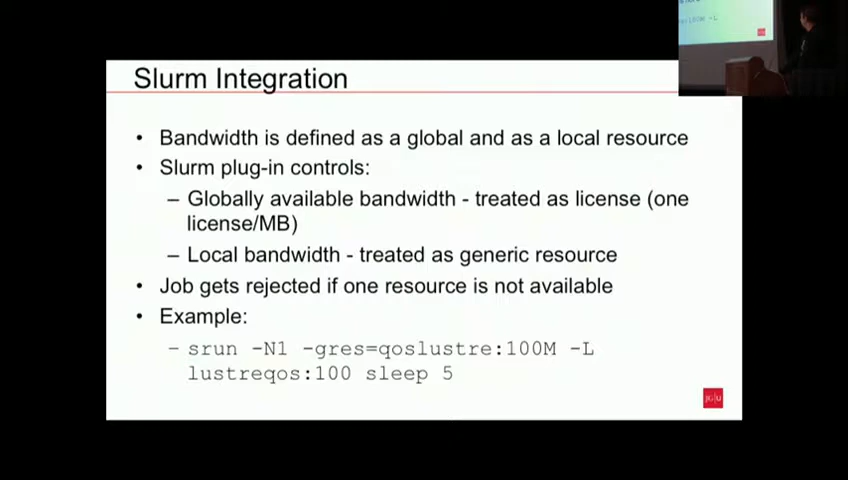 Slurm Integration
• Bandwidth is defined as a global and as a local resource
• Slurm plug-in controls:
– Globally available bandwidth - treated as license (one
license/MB)
– Local bandwidth - treated as generic resource
• Job gets rejected if one resource is not available
• Example:
– srun -N1 -gres=qoslustre:100M -L
lustreqos:100 sleep 5
JG|U